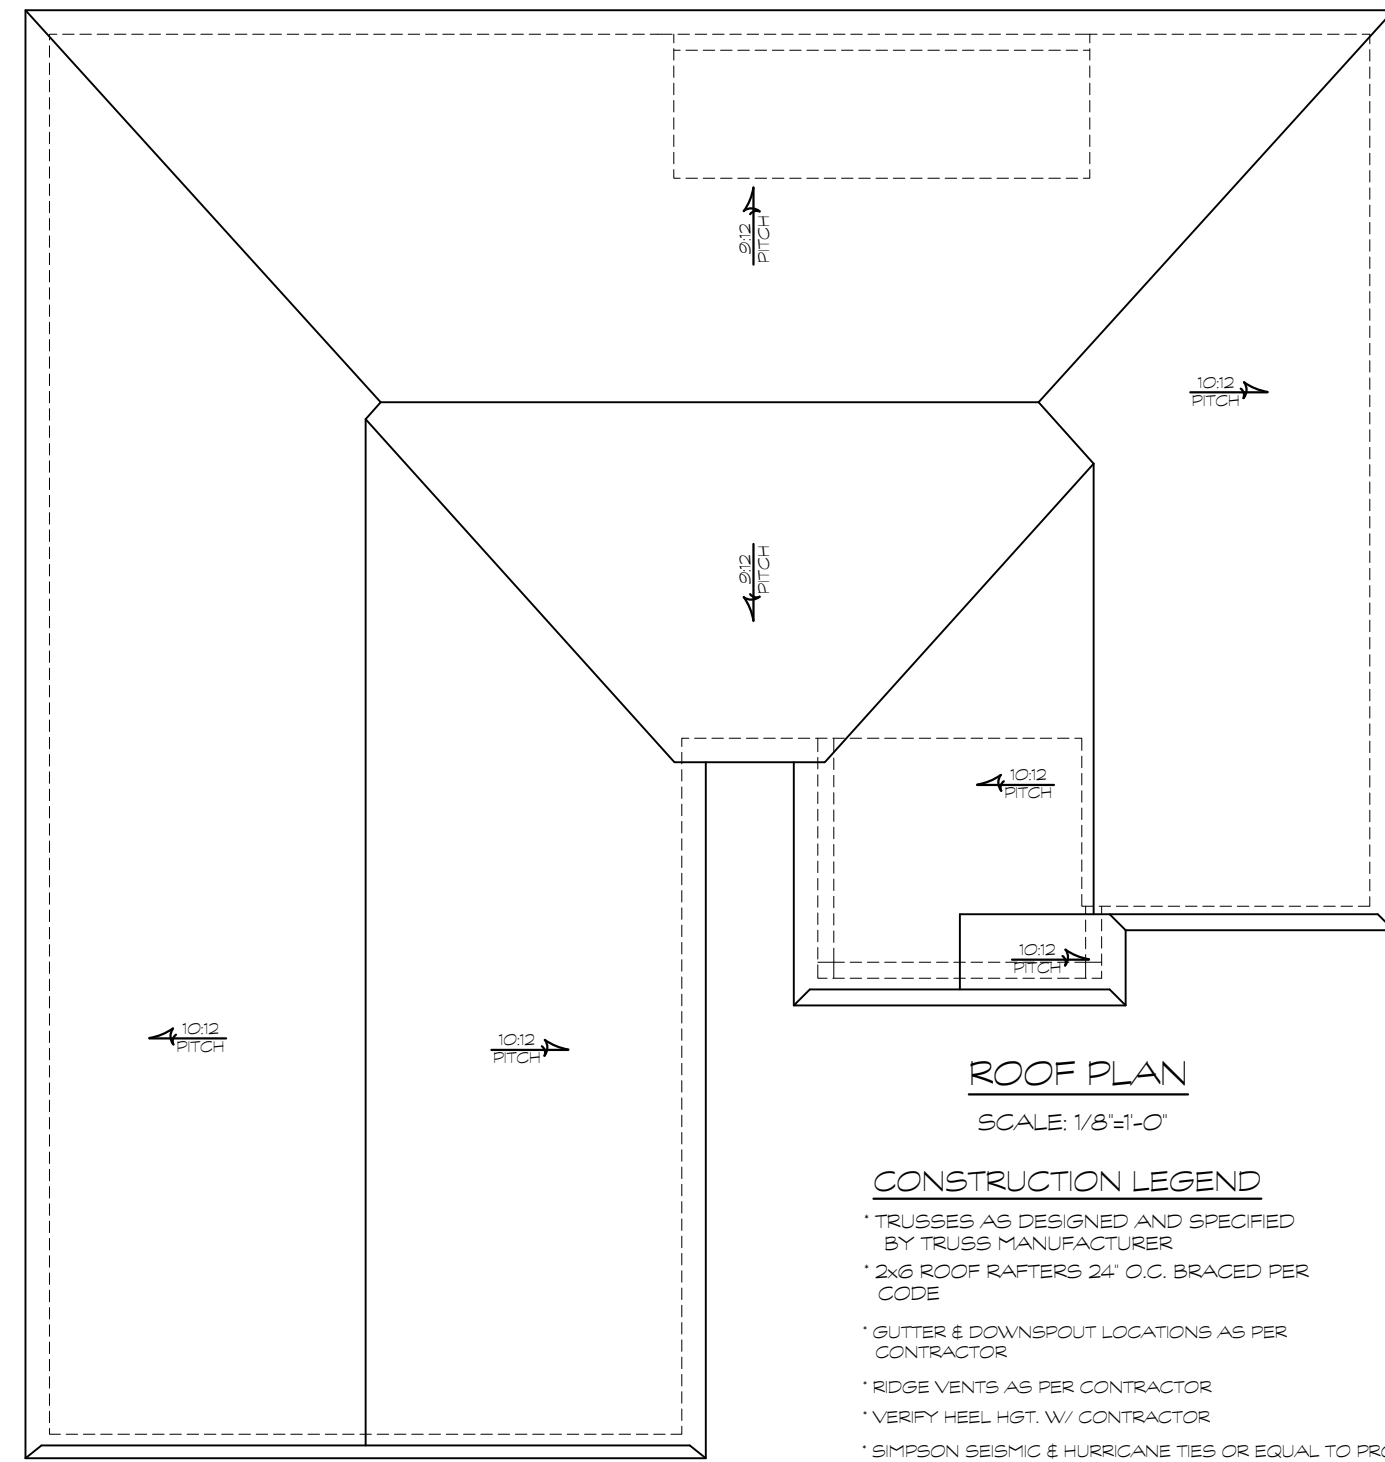 9:12
PITCH
10:12
PITCH
9:12
PITCH
10:12
PITCH
10:12
PITCH
10:12
PITCH
10:12
PITCH
ROOF PLAN
SCALE: 1/8"=1'-0"
CONSTRUCTION LEGEND
* TRUSSES AS DESIGNED AND SPECIFIED
BY TRUSS MANUFACTURER
* 2x6 ROOF RAFTERS 24" O.C. BRACED PER
CODE
* GUTTER & DOWNSPOUT LOCATIONS AS PER
CONTRACTOR
* RIDGE VENTS AS PER CONTRACTOR
* VERIFY HEEL HGT. W/ CONTRACTOR
* SIMPSON SEISMIC & HURRICANE TIES OR EQUAL TO